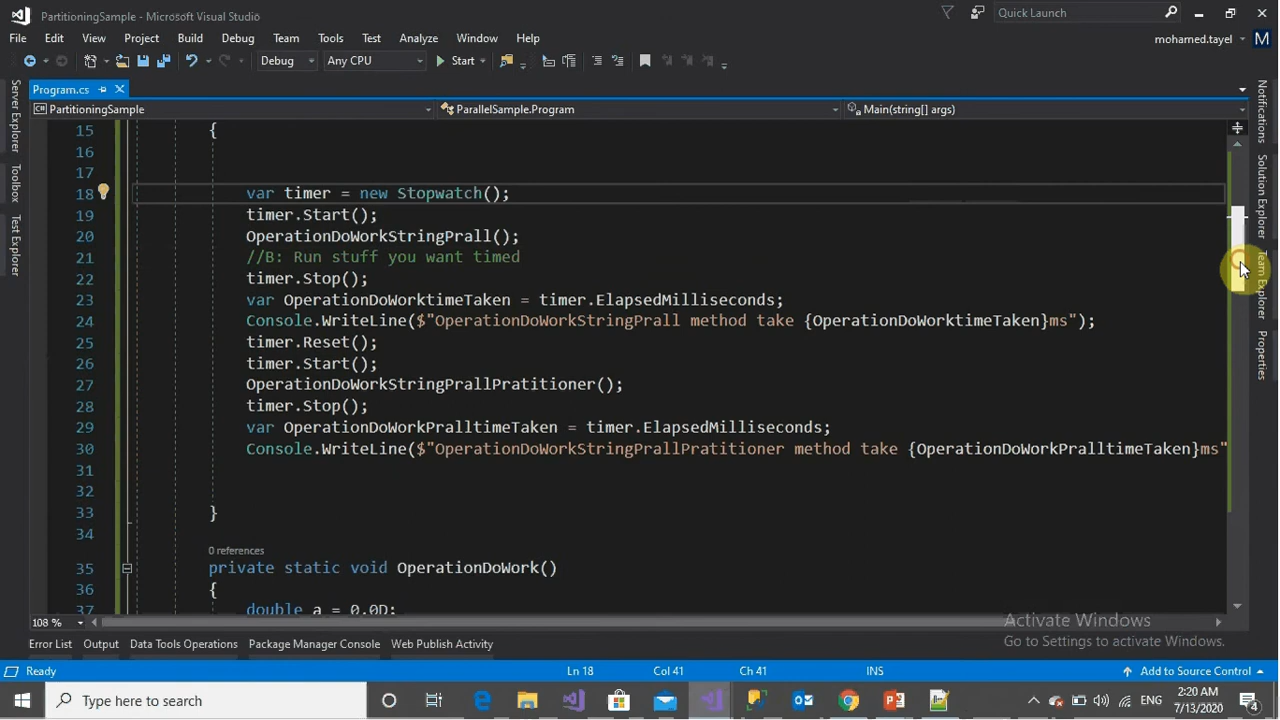 PartitioningSample - Microsoft Visual Studio
Quick Launch
File Edit View Project Build Debug Team Tools Test Analyze Window Help
mohamed.tayel M
Debug Any CPU Start
Program.cs
PartitioningSample ParallelSample.Program Main(string[] args)
Server Explorer
Toolbox
Test Explorer
15 {
16
17
18 var timer = new Stopwatch();
19 timer.Start();
20 OperationDoWorkStringPrall();
21 //B: Run stuff you want timed
22 timer.Stop();
23 var OperationDoWorktimeTaken = timer.ElapsedMilliseconds;
24 Console.WriteLine($"OperationDoWorkStringPrall method take {OperationDoWorktimeTaken}ms");
25 timer.Reset();
26 timer.Start();
27 OperationDoWorkStringPrallPratitioner();
28 timer.Stop();
29 var OperationDoWorkPralltimeTaken = timer.ElapsedMilliseconds;
30 Console.WriteLine($"OperationDoWorkStringPrallPratitioner method take {OperationDoWorkPralltimeTaken}ms"
31
32
33 }
34
0 references
35 private static void OperationDoWork()
36 {
37 double a = 0.0D;
Notifications
Solution Explorer
Team Explorer
Properties
108 %
Activate Windows
Go to Settings to activate Windows.
Error List Output Data Tools Operations Package Manager Console Web Publish Activity
Ready Ln 18 Col 41 Ch 41 INS Add to Source Control
Type here to search
ENG
2:20 AM
7/13/2020
4